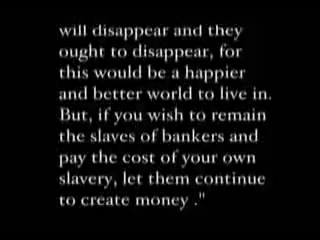 will disappear and they
ought to disappear, for
this would be a happier
and better world to live in.
But, if you wish to remain
the slaves of bankers and
pay the cost of your own
slavery, let them continue
to create money ."